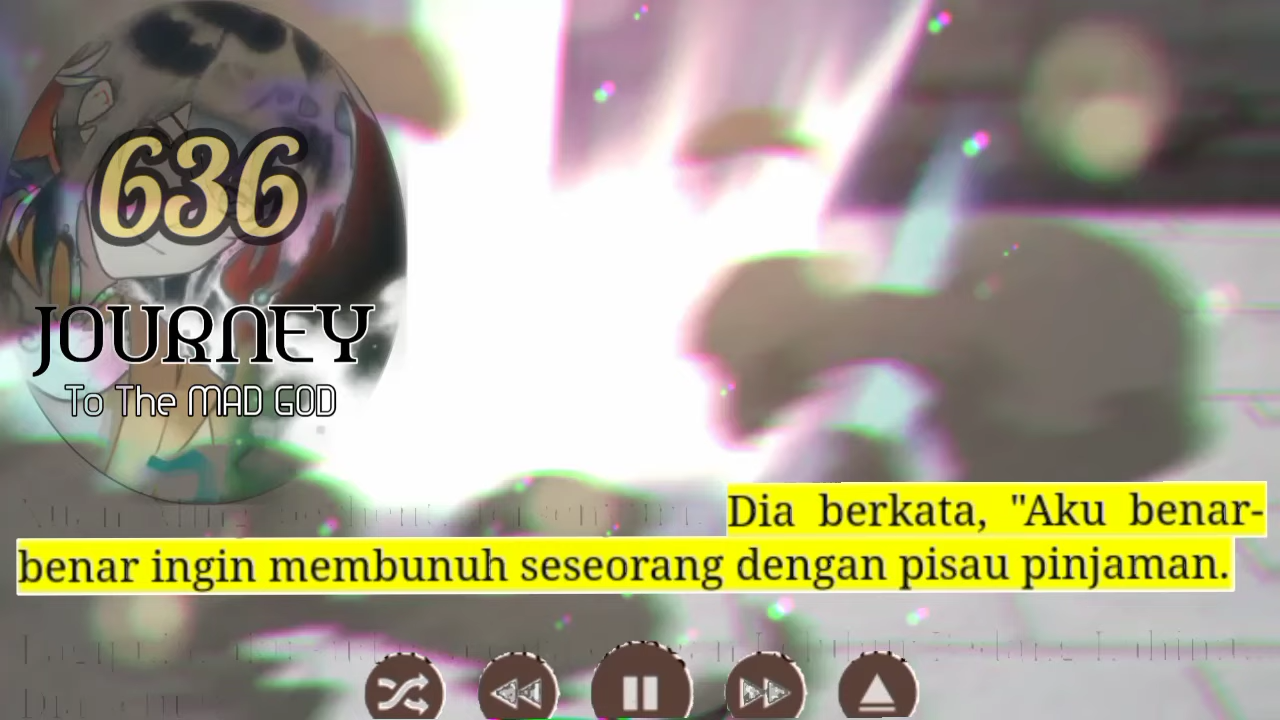 636
JOURNEY
To The MAD GOD
Dia berkata, "Aku benar-
benar ingin membunuh seseorang dengan pisau pinjaman.